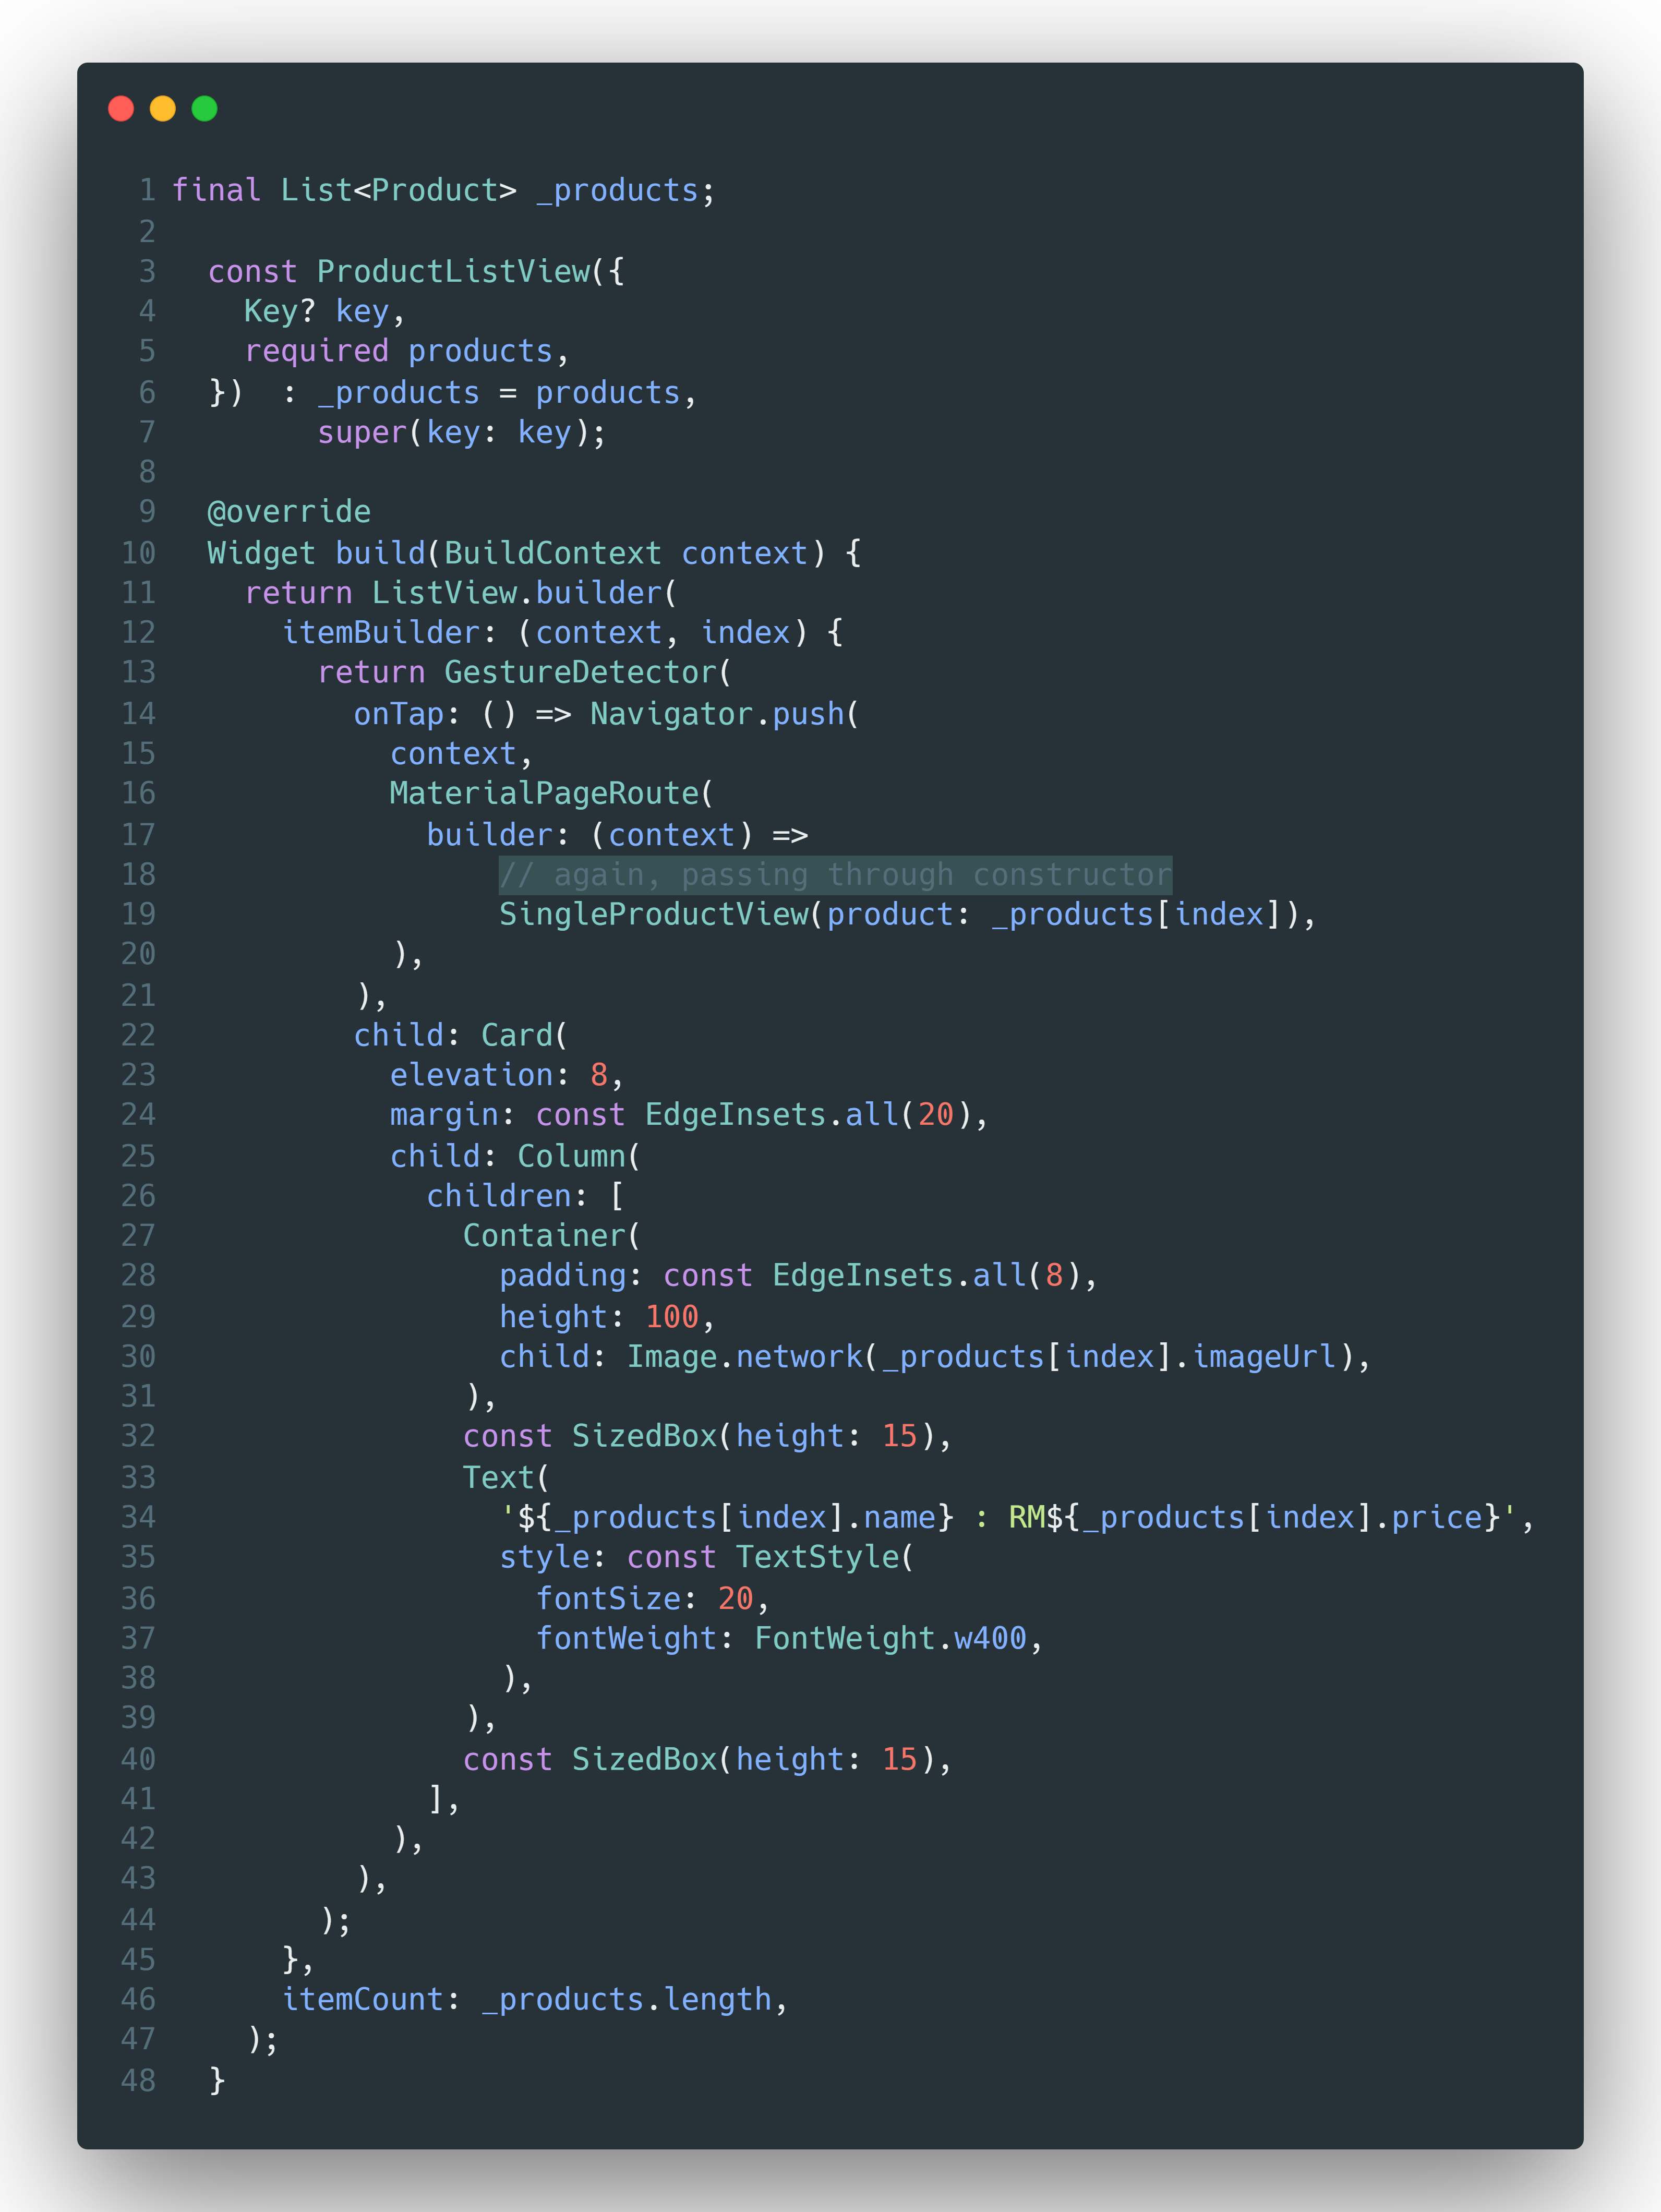 1 final List<Product> _products;
2
3   const ProductListView({
4     Key? key,
5     required products,
6   })  : _products = products,
7         super(key: key);
8
9   @override
10   Widget build(BuildContext context) {
11     return ListView.builder(
12       itemBuilder: (context, index) {
13         return GestureDetector(
14           onTap: () => Navigator.push(
15             context,
16             MaterialPageRoute(
17               builder: (context) =>
18                   // again, passing through constructor
19                   SingleProductView(product: _products[index]),
20             ),
21           ),
22           child: Card(
23             elevation: 8,
24             margin: const EdgeInsets.all(20),
25             child: Column(
26               children: [
27                 Container(
28                   padding: const EdgeInsets.all(8),
29                   height: 100,
30                   child: Image.network(_products[index].imageUrl),
31                 ),
32                 const SizedBox(height: 15),
33                 Text(
34                   '${_products[index].name} : RM${_products[index].price}',
35                   style: const TextStyle(
36                     fontSize: 20,
37                     fontWeight: FontWeight.w400,
38                   ),
39                 ),
40                 const SizedBox(height: 15),
41               ],
42             ),
43           ),
44         );
45       },
46       itemCount: _products.length,
47     );
48   }